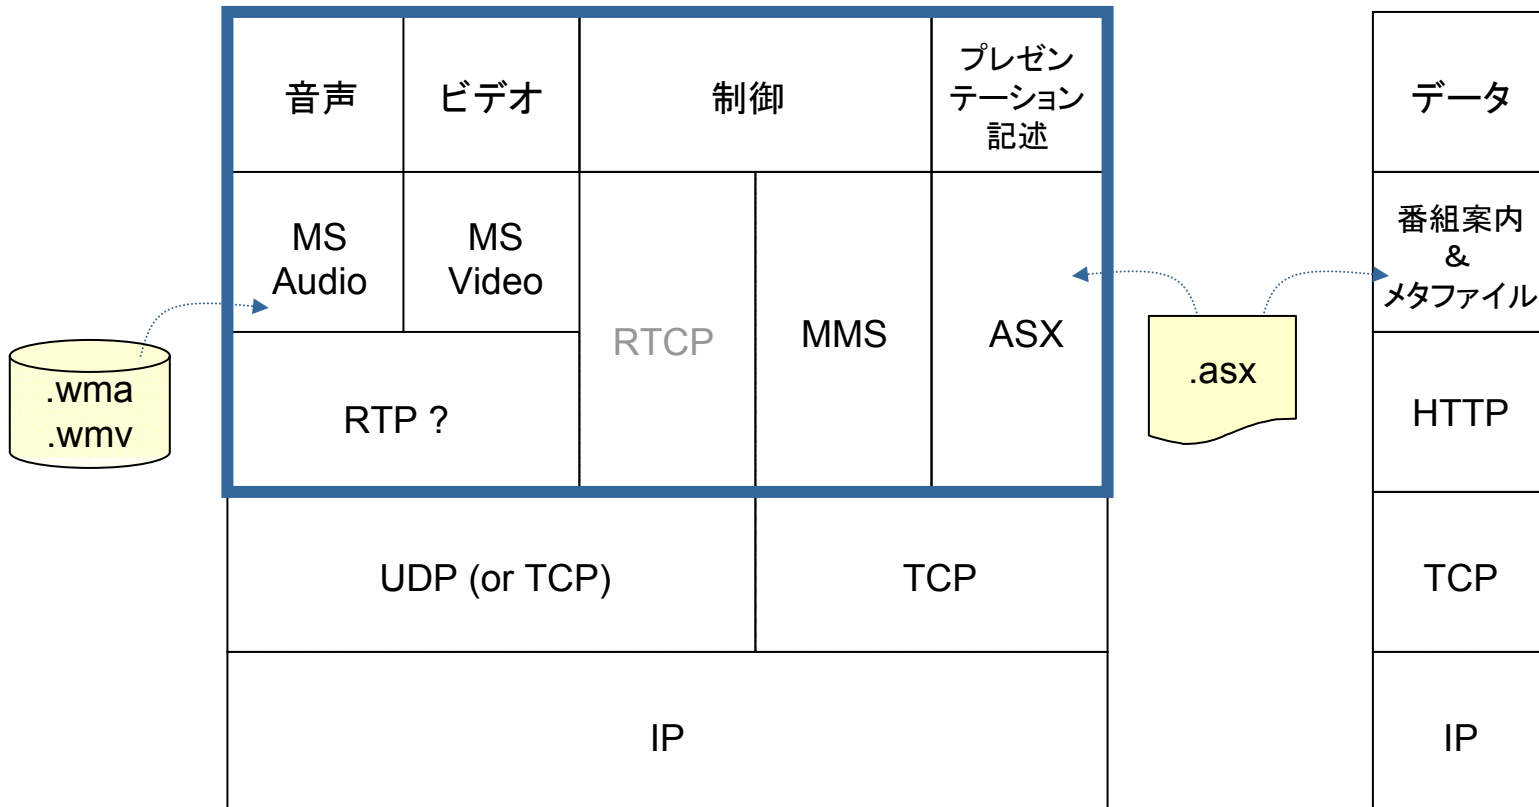 音声
ビデオ
制御
プレゼン
テーション
記述
データ
MS
Audio
MS
Video
RTCP
MMS
ASX
番組案内
&
メタファイル
.wma
.wmv
RTP ?
.asx
HTTP
UDP (or TCP)
TCP
TCP
IP
IP